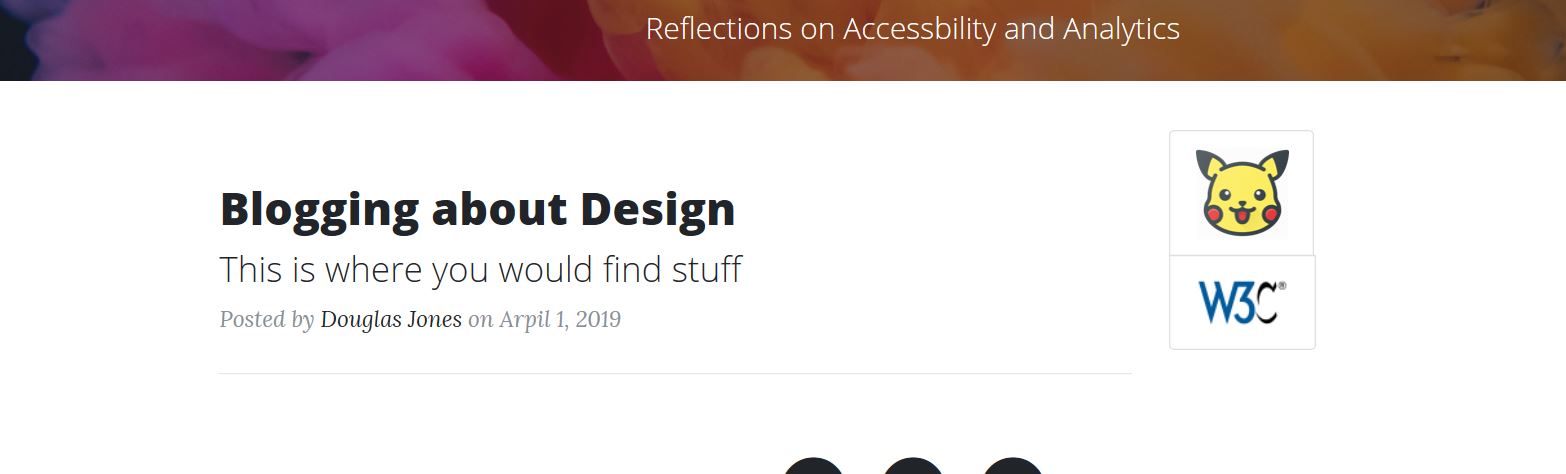 Reflections on Accessbility and Analytics
Blogging about Design
This is where you would find stuff
Posted by Douglas Jones on Arpil 1, 2019
W3C®